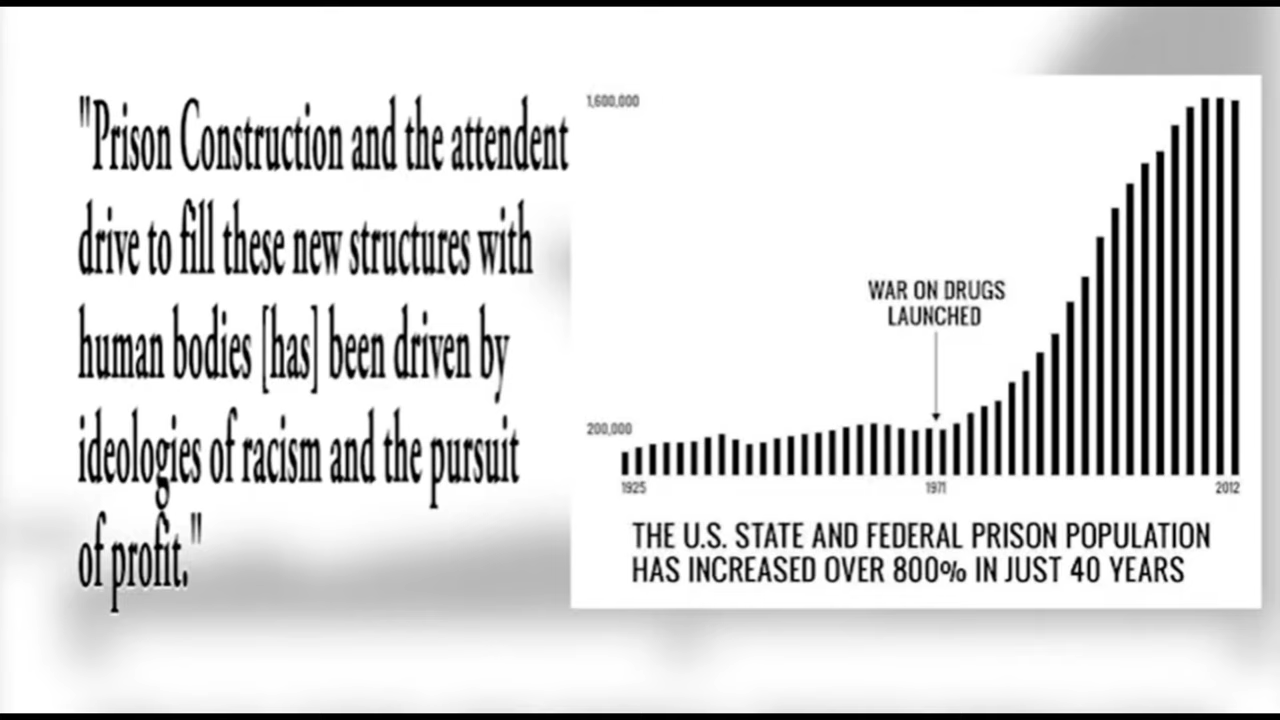 "Prison Construction and the attendent
drive to fill these new structures with
human bodies [has] been driven by
ideologies of racism and the pursuit
of profit."
1,600,000
WAR ON DRUGS
LAUNCHED
200,000
1925
1971
2012
THE U.S. STATE AND FEDERAL PRISON POPULATION
HAS INCREASED OVER 800% IN JUST 40 YEARS